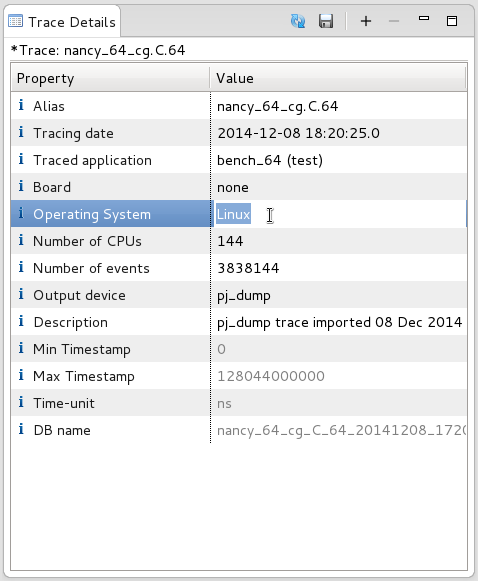 Trace Details
*Trace: nancy_64_cg.C.64
Property Value
Alias nancy_64_cg.C.64
Tracing date 2014-12-08 18:20:25.0
Traced application bench_64 (test)
Board none
Operating System Linux
Number of CPUs 144
Number of events 3838144
Output device pj_dump
Description pj_dump trace imported 08 Dec 2014
Min Timestamp 0
Max Timestamp 128044000000
Time-unit ns
DB name nancy_64_cg_C_64_20141208_1720